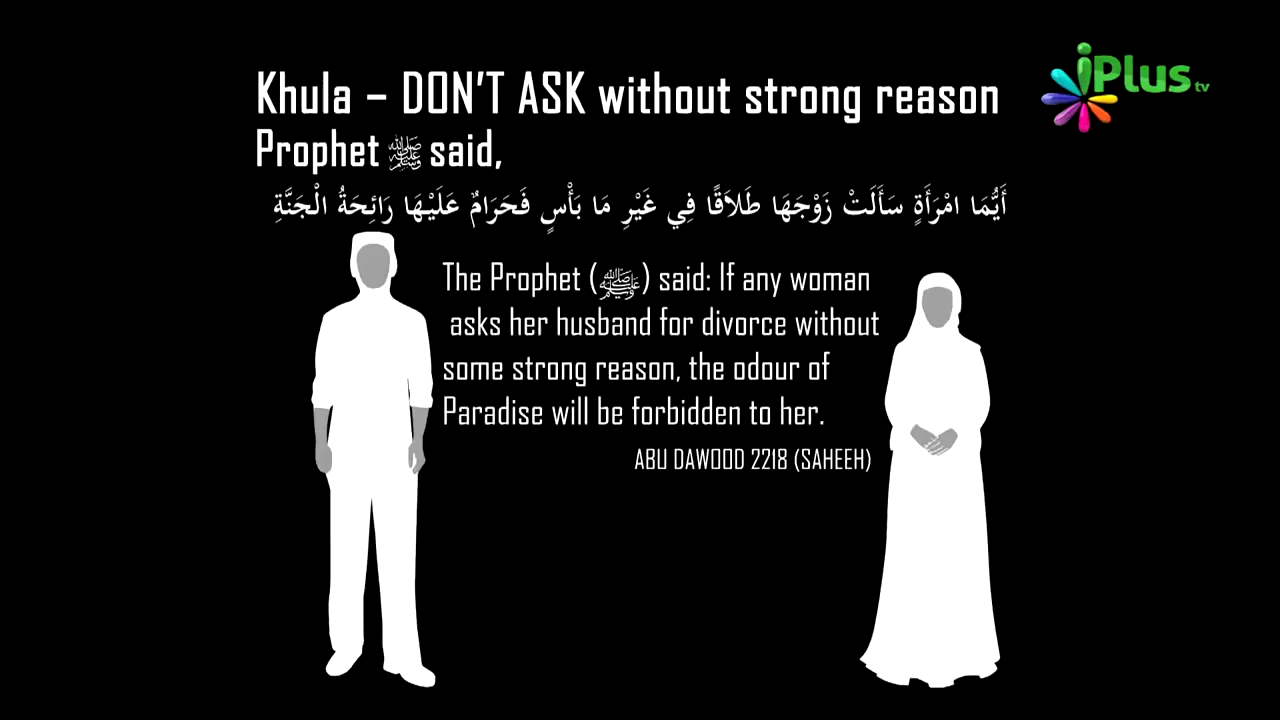 Khula – DON'T ASK without strong reason
Prophet ﷺ said,
أَيُّمَا امْرَأَةٍ سَأَلَتْ زَوْجَهَا طَلاَقًا فِي غَيْرِ مَا بَأْسٍ فَحَرَامٌ عَلَيْهَا رَائِحَةُ الْجَنَّةِ
The Prophet (ﷺ) said: If any woman
asks her husband for divorce without
some strong reason, the odour of
Paradise will be forbidden to her.
ABU DAWOOD 2218 (SAHEEH)
iPlus tv